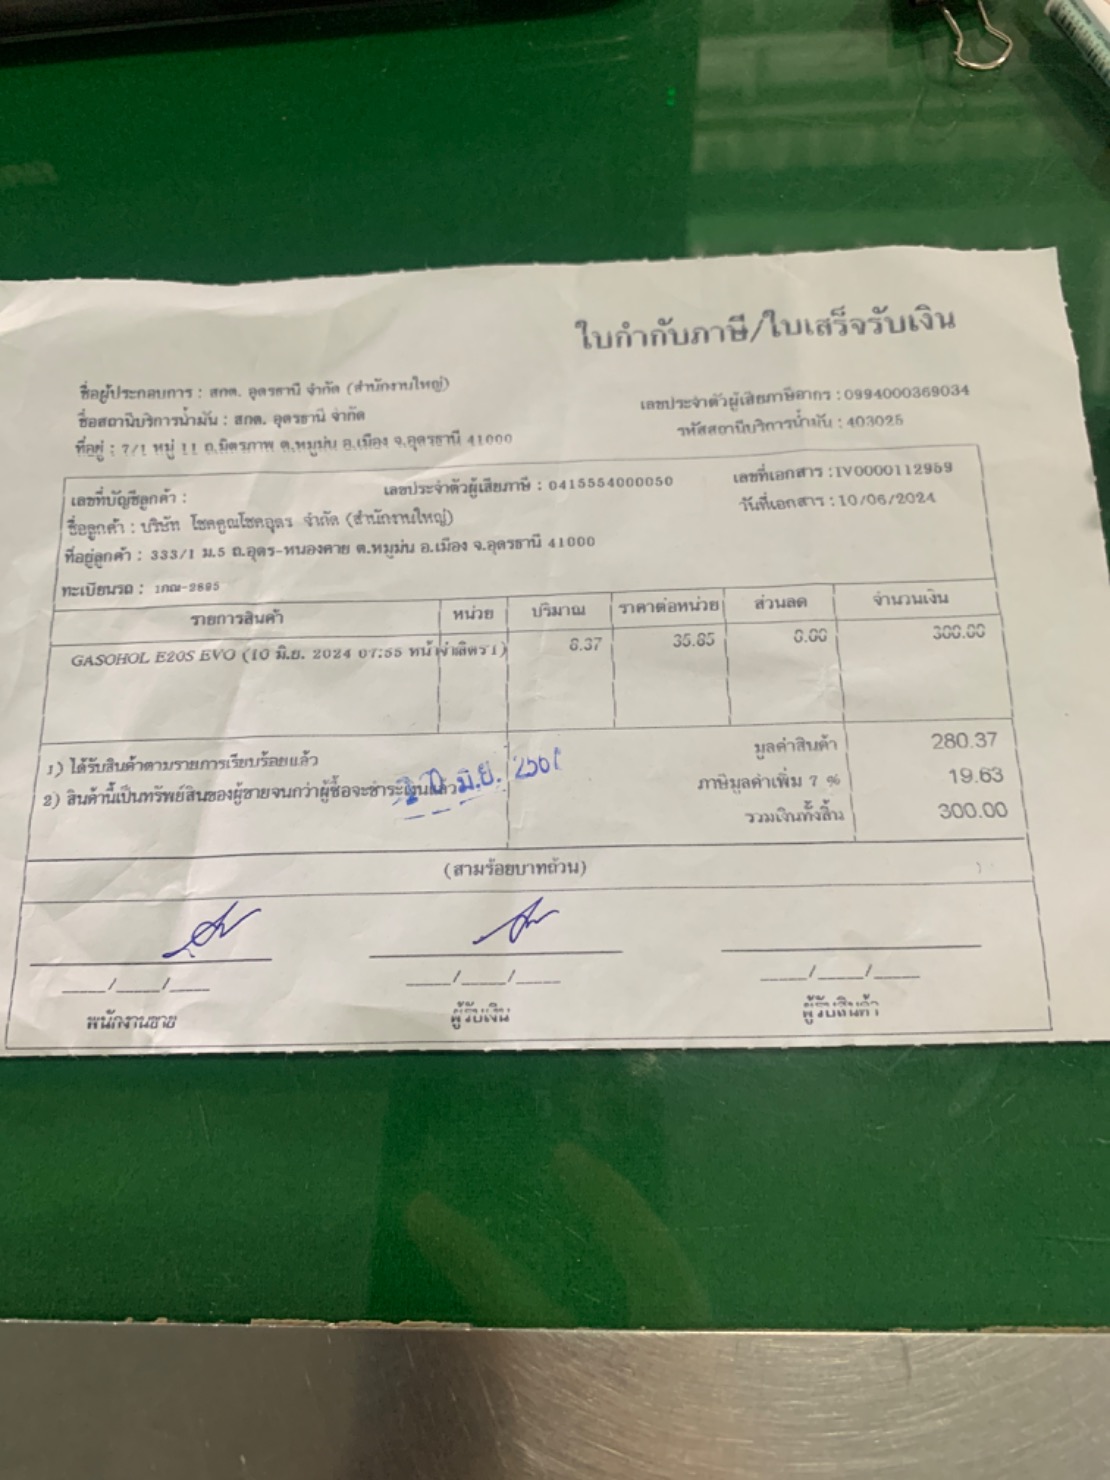 ใบกำกับภาษี/ใบเสร็จรับเงิน
ชื่อผู้ประกอบการ : สกต. อุดรธานี จำกัด (สำนักงานใหญ่)
เลขประจำตัวผู้เสียภาษีอากร : 0994000369034
ชื่อสถานีบริการน้ำมัน : สกต. อุดรธานี จำกัด
รหัสสถานีบริการน้ำมัน : 403025
ที่อยู่ : 7/1 หมู่ 11 ถ.มิตรภาพ ต.หมูม่น อ.เมือง จ.อุดรธานี 41000
เลขที่บัญชีลูกค้า : เลขประจำตัวผู้เสียภาษี : 0415554000050 เลขที่เอกสาร : IV0000112959
ชื่อลูกค้า : บริษัท โชคคูณโชคอุดร จำกัด (สำนักงานใหญ่) วันที่เอกสาร : 10/06/2024
ที่อยู่ลูกค้า : 333/1 ม.5 ถ.อุดร-หนองคาย ต.หมูม่น อ.เมือง จ.อุดรธานี 41000
ทะเบียนรถ : 1กณ-2895
รายการสินค้า หน่วย ปริมาณ ราคาต่อหน่วย ส่วนลด จำนวนเงิน
GASOHOL E20S EVO (10 มิ.ย. 2024 07:55 ลิตร 8.37 35.85 0.00 300.00
มูลค่าสินค้า 280.37
1) ได้รับสินค้าตามรายการเรียบร้อยแล้ว
ภาษีมูลค่าเพิ่ม 7 % 19.63
2) สินค้านี้เป็นทรัพย์สินของผู้ขายจนกว่าผู้ซื้อจะชำระเงินแล้ว มิ.ย.
รวมเงินทั้งสิ้น 300.00
(สามร้อยบาทถ้วน)
____/____/____ ____/____/____ ____/____/____
พนักงานขาย ผู้รับเงิน ผู้รับสินค้า